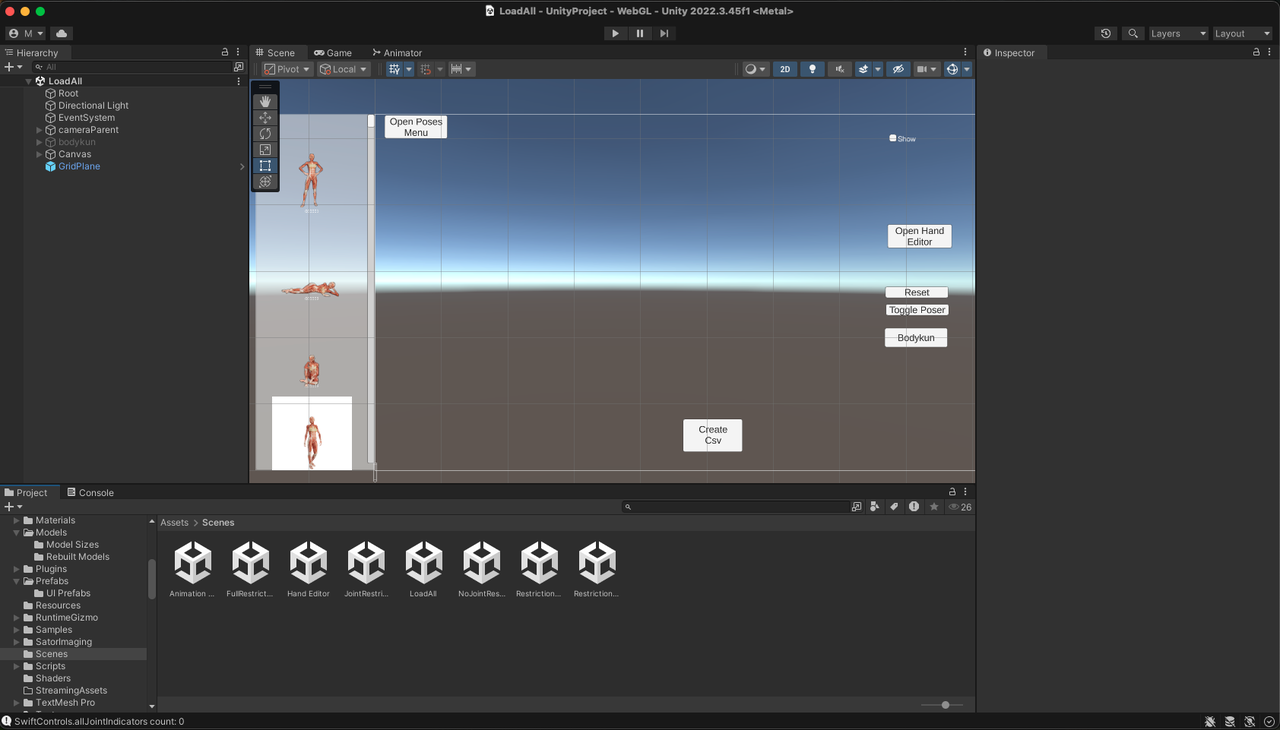 LoadAll - UnityProject - WebGL - Unity 2022.3.45f1 <Metal>
M
Layers
Layout
Hierarchy
All
LoadAll
Root
Directional Light
EventSystem
cameraParent
bodykun
Canvas
GridPlane
Scene
Game
Animator
Pivot
Local
2D
Open Poses
Menu
Show
Open Hand
Editor
Reset
Toggle Poser
Bodykun
Create
Csv
Inspector
Project
Console
26
Materials
Models
Model Sizes
Rebuilt Models
Plugins
Prefabs
UI Prefabs
Resources
RuntimeGizmo
Samples
SatorImaging
Scenes
Scripts
Shaders
StreamingAssets
TextMesh Pro
Assets > Scenes
Animation ...
FullRestrict...
Hand Editor
JointRestri...
LoadAll
NoJointRes...
Restriction...
Restriction...
SwiftControls.allJointIndicators count: 0